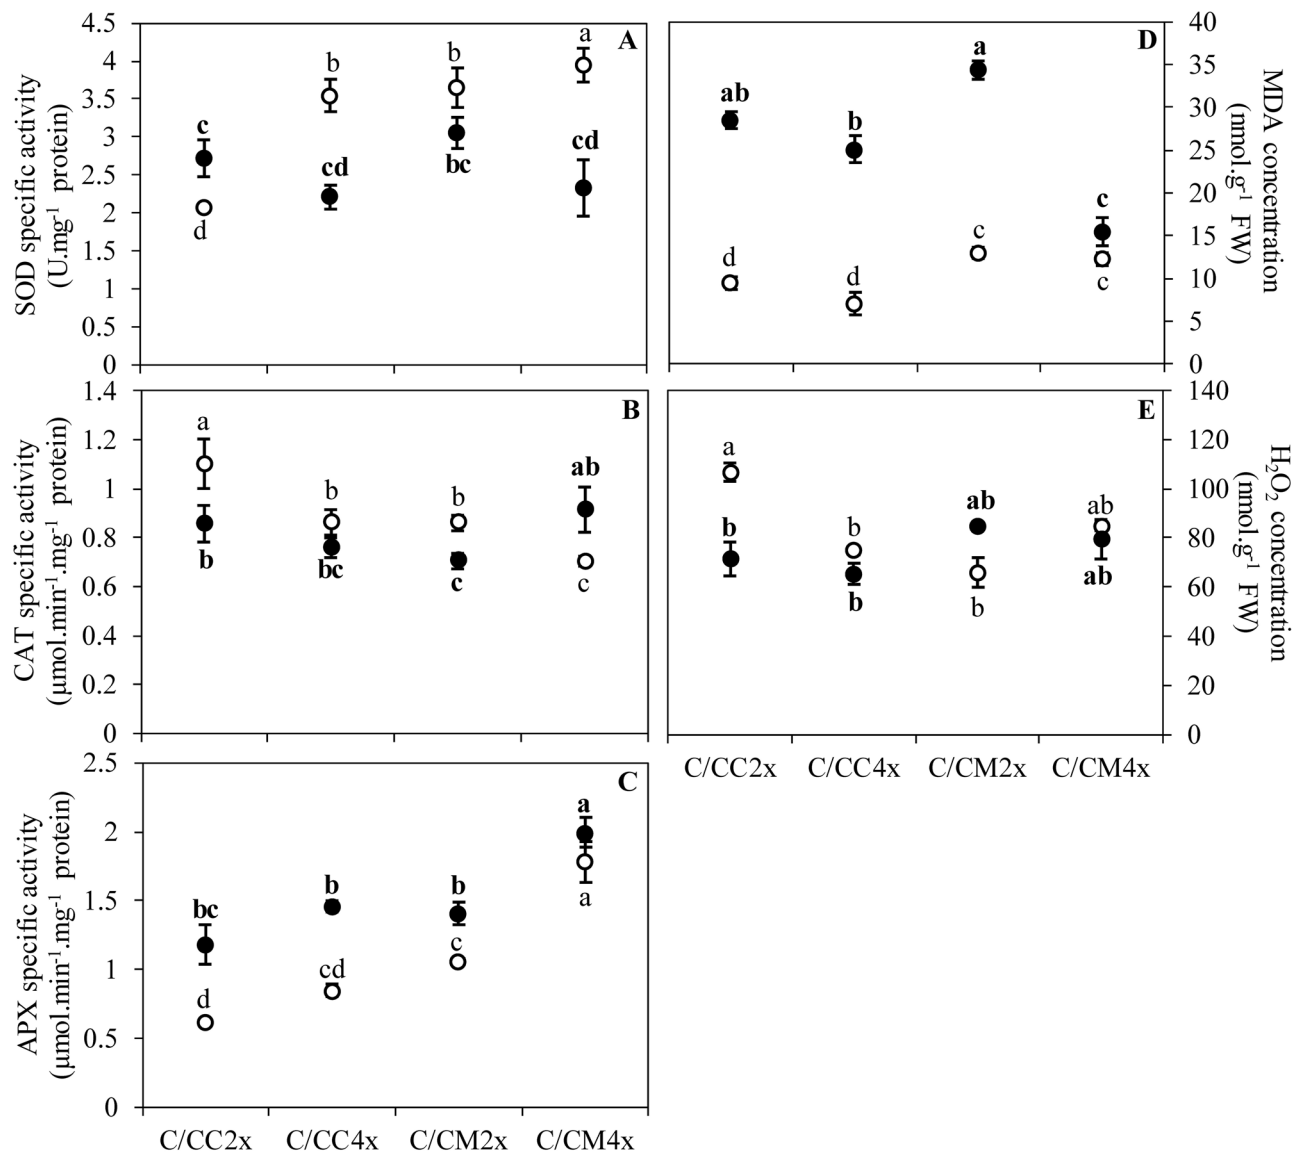 A
SOD specific activity
(U.mg⁻¹ protein)
4.5
4
3.5
3
2.5
2
1.5
1
0.5
0
c
d
b
cd
b
bc
a
cd
D
MDA concentration
(nmol.g⁻¹ FW)
40
35
30
25
20
15
10
5
0
ab
d
b
d
a
c
c
c
B
CAT specific activity
(µmol.min⁻¹.mg⁻¹ protein)
1.4
1.2
1
0.8
0.6
0.4
0.2
0
a
b
b
bc
b
c
ab
c
E
H₂O₂ concentration
(nmol.g⁻¹ FW)
140
120
100
80
60
40
20
0
a
b
b
b
ab
b
ab
ab
C/CC2x C/CC4x C/CM2x C/CM4x
C
APX specific activity
(µmol.min⁻¹.mg⁻¹ protein)
2.5
2
1.5
1
0.5
0
bc
d
b
cd
b
c
a
a
C/CC2x C/CC4x C/CM2x C/CM4x